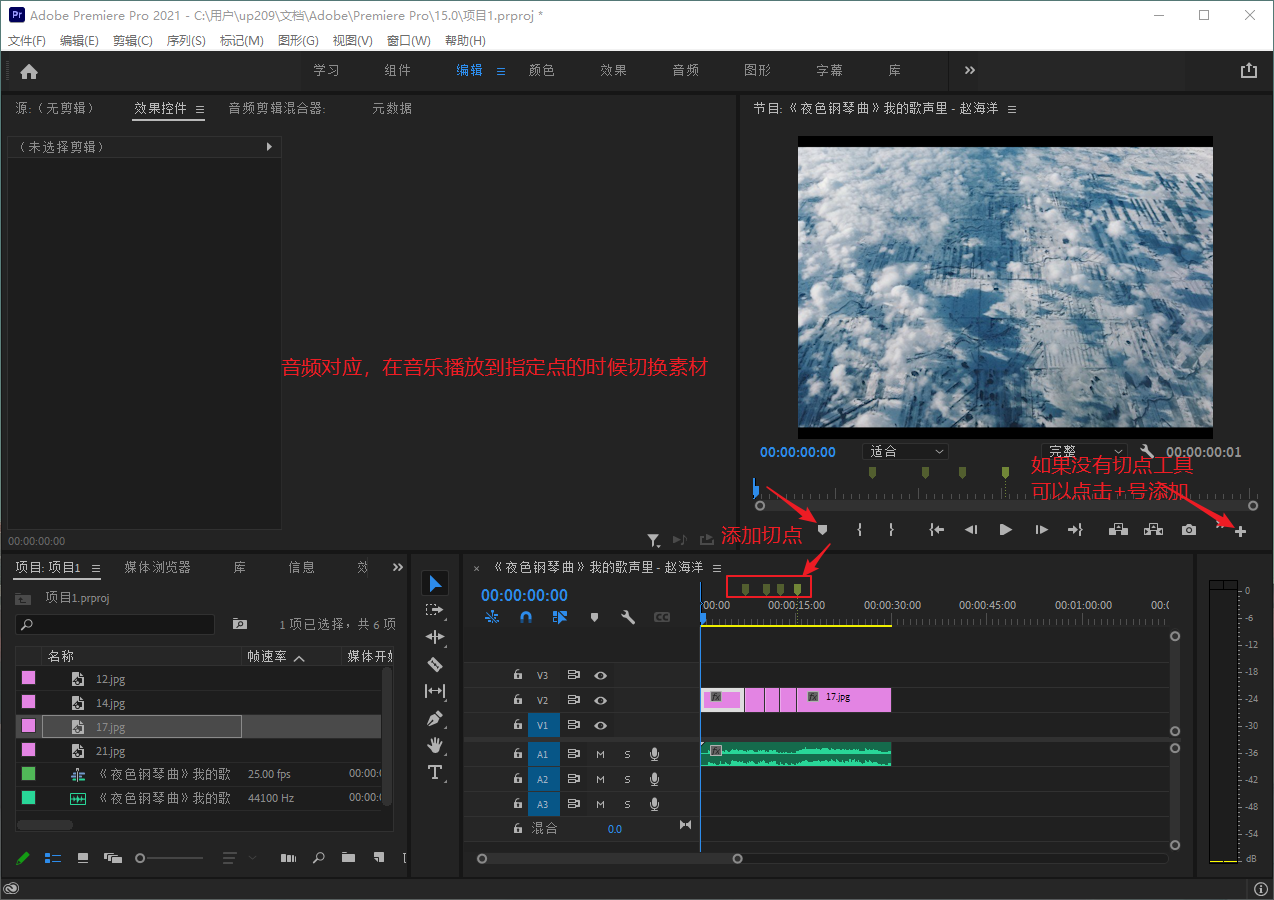 Adobe Premiere Pro 2021 - C:\用户\up209\文档\Adobe\Premiere Pro\15.0\项目1.prproj *
文件(F) 编辑(E) 剪辑(C) 序列(S) 标记(M) 图形(G) 视图(V) 窗口(W) 帮助(H)
学习 组件 编辑 颜色 效果 音频 图形 字幕 库
源:（无剪辑） 效果控件 音频剪辑混合器: 元数据
节目:《夜色钢琴曲》我的歌声里 - 赵海洋
（未选择剪辑）
音频对应，在音乐播放到指定点的时候切换素材
00:00:00:00 适合 完整 00:00:00:01
如果没有切点工具
可以点击+号添加
添加切点
00:00:00:00
项目: 项目1 媒体浏览器 库 信息 效
项目1.prproj
1 项已选择，共 6 项
名称 帧速率 媒体开始
12.jpg
14.jpg
17.jpg
21.jpg
《夜色钢琴曲》我的歌 25.00 fps 00:00:
《夜色钢琴曲》我的歌 44100 Hz 00:00:
× 《夜色钢琴曲》我的歌声里 - 赵海洋
00:00:00:00
:00:00 00:00:15:00 00:00:30:00 00:00:45:00 00:01:00:00 00:0
V3
V2 17.jpg
V1
A1 M S
A2 M S
A3 M S
混合 0.0
0
-6
-12
-18
-24
-30
-36
-42
-48
-54
dB